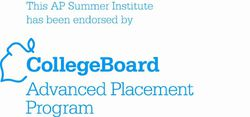 This AP Summer Institute
has been endorsed by
CollegeBoard
Advanced Placement
Program